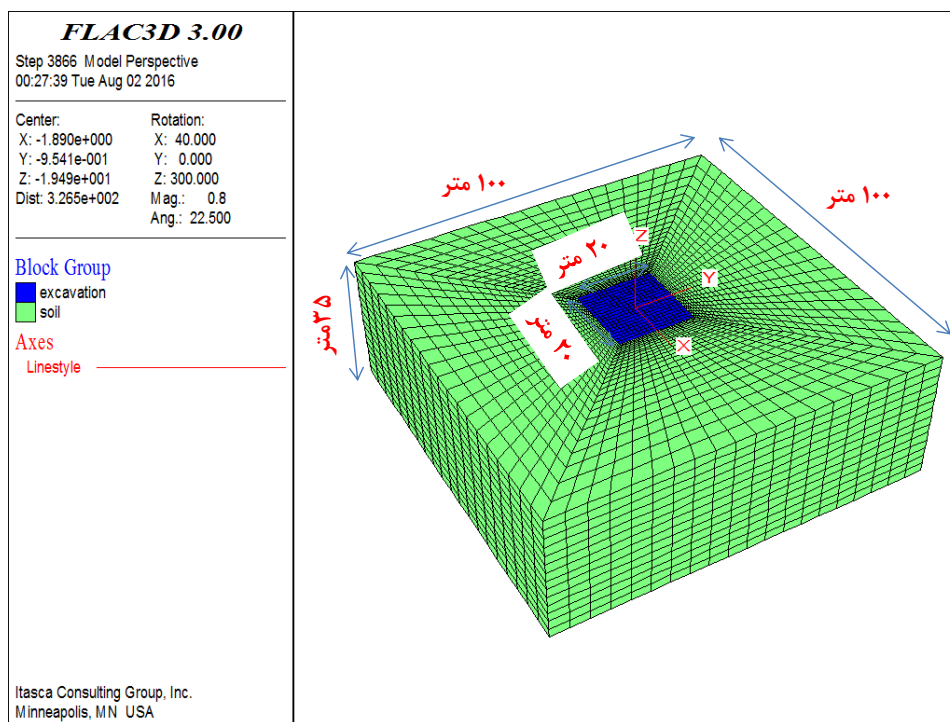 FLAC3D 3.00
Step 3866 Model Perspective
00:27:39 Tue Aug 02 2016
Center:
X: -1.890e+000
Y: -9.541e-001
Z: -1.949e+001
Dist: 3.265e+002
Rotation:
X: 40.000
Y: 0.000
Z: 300.000
Mag.: 0.8
Ang.: 22.500
Block Group
excavation
soil
Axes
Linestyle
Itasca Consulting Group, Inc.
Minneapolis, MN USA
۱۰۰ متر
۱۰۰ متر
۲۰ متر
۲۰ متر
۳۵متر
Z
Y
X